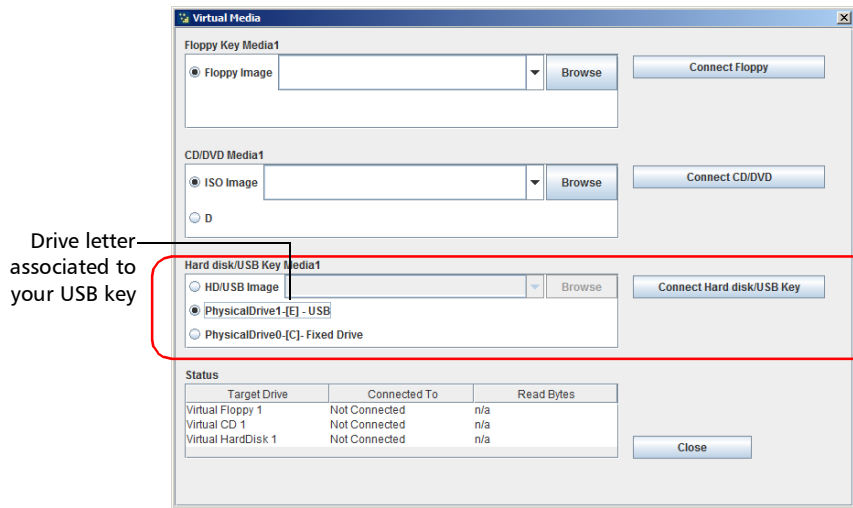 Virtual Media
Floppy Key Media1
Floppy Image
Browse
Connect Floppy
CD/DVD Media1
ISO Image
Browse
Connect CD/DVD
D
Drive letter
associated to
your USB key
Hard disk/USB Key Media1
HD/USB Image
Browse
Connect Hard disk/USB Key
PhysicalDrive1-[E] - USB
PhysicalDrive0-[C]- Fixed Drive
Status
Target Drive Connected To Read Bytes
Virtual Floppy 1 Not Connected n/a
Virtual CD 1 Not Connected n/a
Virtual HardDisk 1 Not Connected n/a
Close